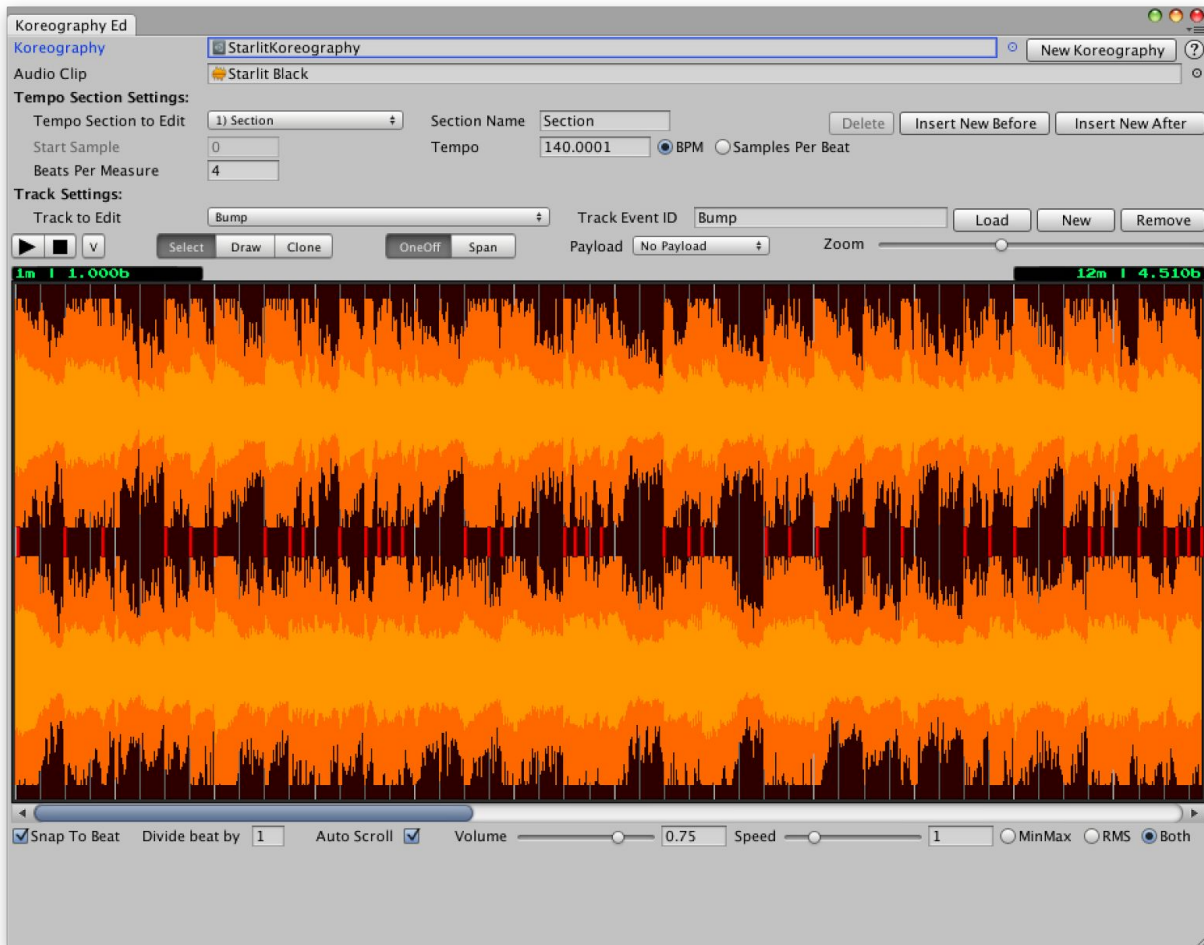 Koreography Ed
Koreography StarlitKoreography New Koreography ?
Audio Clip Starlit Black
Tempo Section Settings:
Tempo Section to Edit 1) Section Section Name Section Delete Insert New Before Insert New After
Start Sample 0 Tempo 140.0001 BPM Samples Per Beat
Beats Per Measure 4
Track Settings:
Track to Edit Bump Track Event ID Bump Load New Remove
V Select Draw Clone OneOff Span Payload No Payload Zoom
1m | 1.000b 12m | 4.510b
Snap To Beat Divide beat by 1 Auto Scroll Volume 0.75 Speed 1 MinMax RMS Both